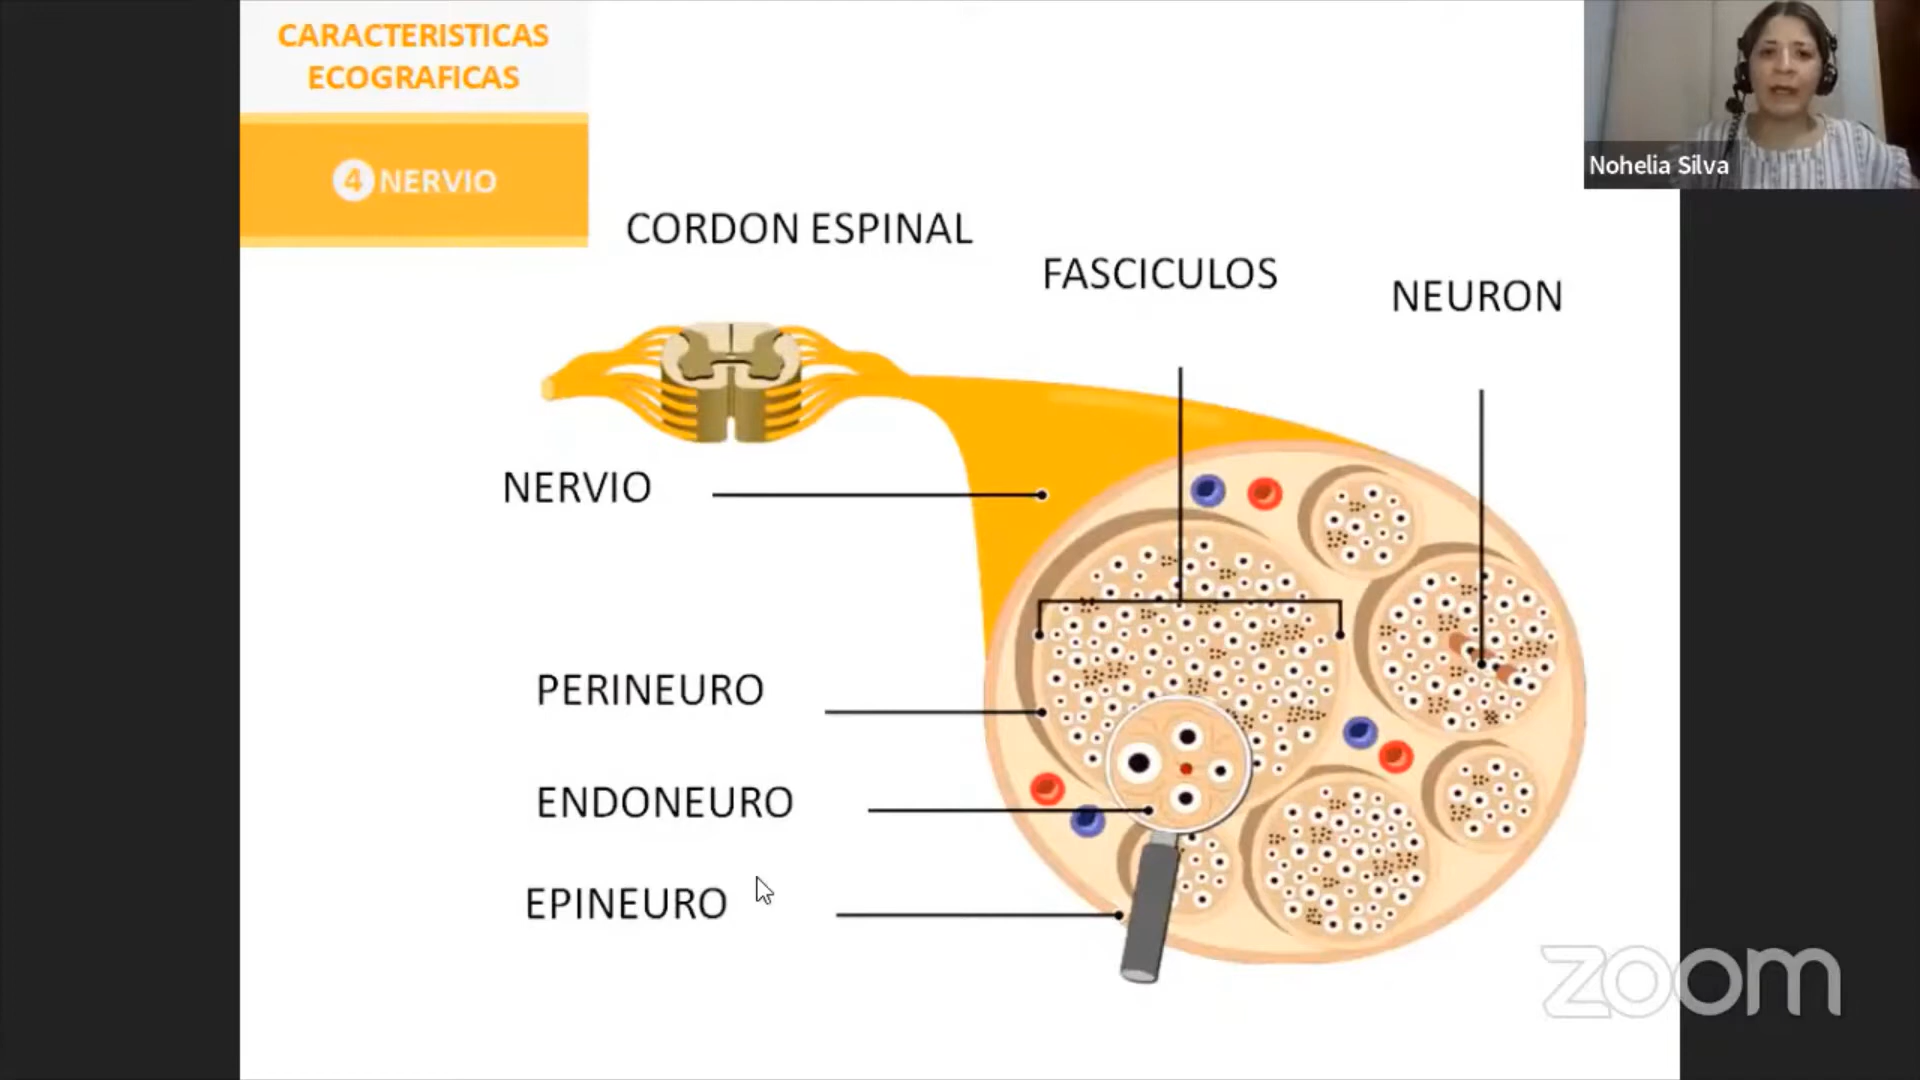 CARACTERISTICAS
ECOGRAFICAS
4 NERVIO
Nohelia Silva
CORDON ESPINAL
FASCICULOS
NEURON
NERVIO
PERINEURO
ENDONEURO
EPINEURO
zoom